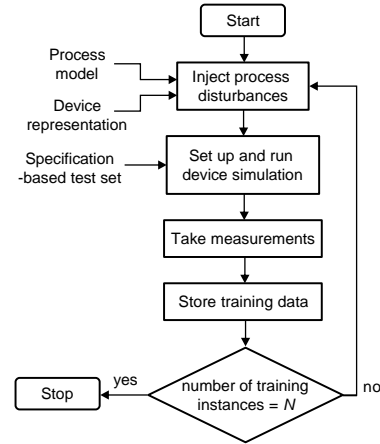 Start
Process
model
Inject process
disturbances
Device
representation
Specification
-based test set
Set up and run
device simulation
Take measurements
Store training data
number of training
instances = N
yes
no
Stop